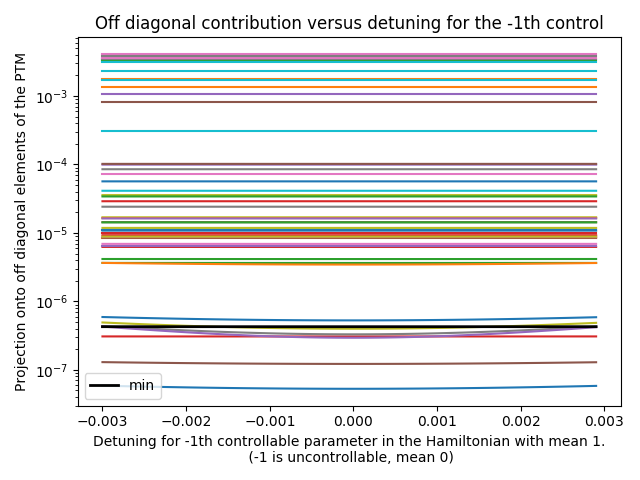 Off diagonal contribution versus detuning for the -1th control
Projection onto off diagonal elements of the PTM
10⁻³
10⁻⁴
10⁻⁵
10⁻⁶
10⁻⁷
min
−0.003 −0.002 −0.001 0.000 0.001 0.002 0.003
Detuning for -1th controllable parameter in the Hamiltonian with mean 1.
(-1 is uncontrollable, mean 0)